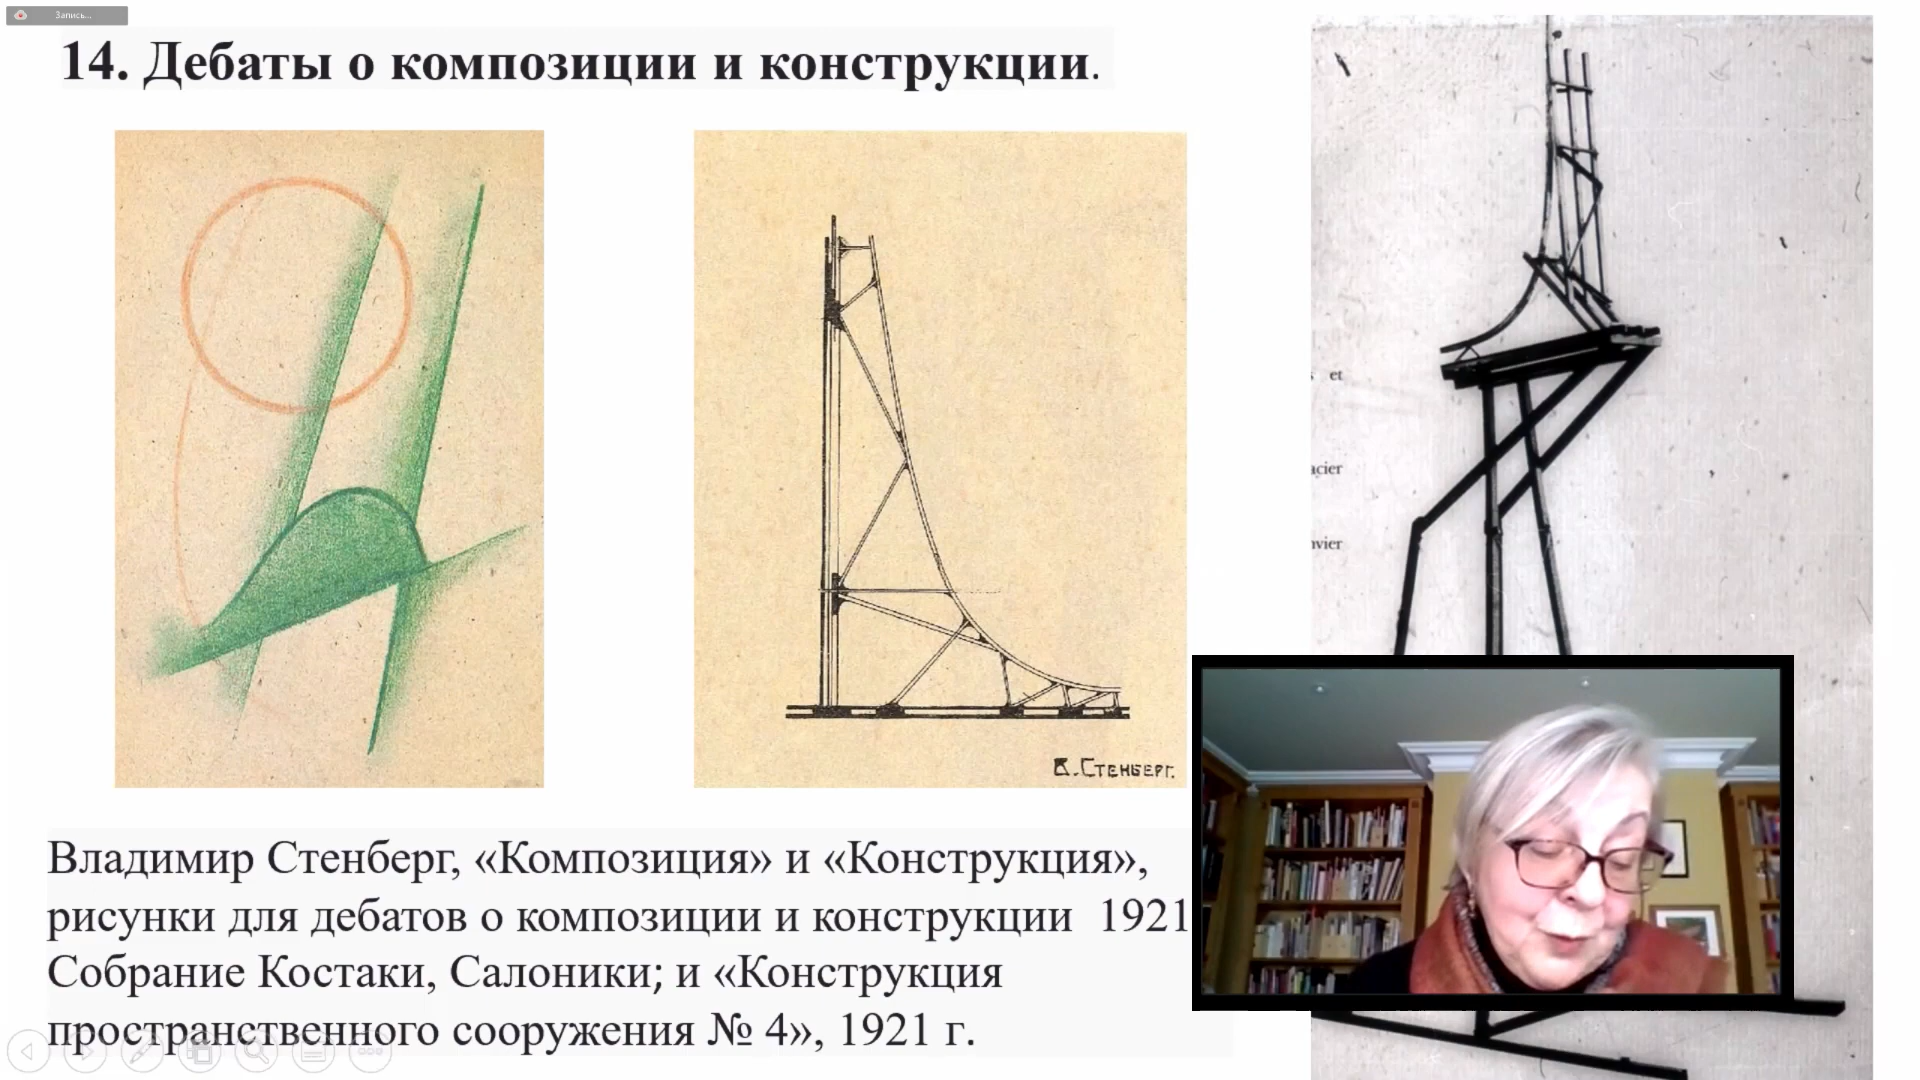 Запись...
14. Дебаты о композиции и конструкции.
et
acier
В. Стенберг.
Владимир Стенберг, «Композиция» и «Конструкция»,
рисунки для дебатов о композиции и конструкции 1921
Собрание Костаки, Салоники; и «Конструкция
пространственного сооружения № 4», 1921 г.